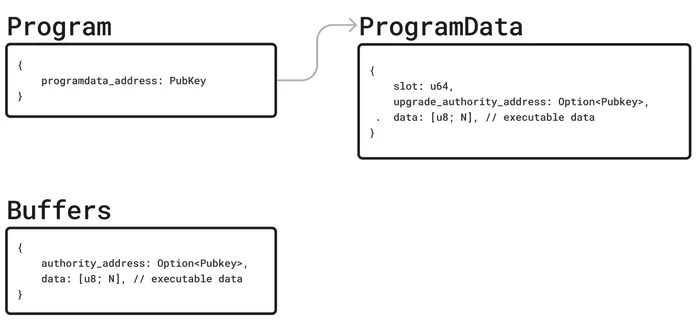 Program
{
programdata_address: PubKey
}
ProgramData
{
slot: u64,
upgrade_authority_address: Option<Pubkey>,
. data: [u8; N], // executable data
}
Buffers
{
authority_address: Option<Pubkey>,
data: [u8; N], // executable data
}